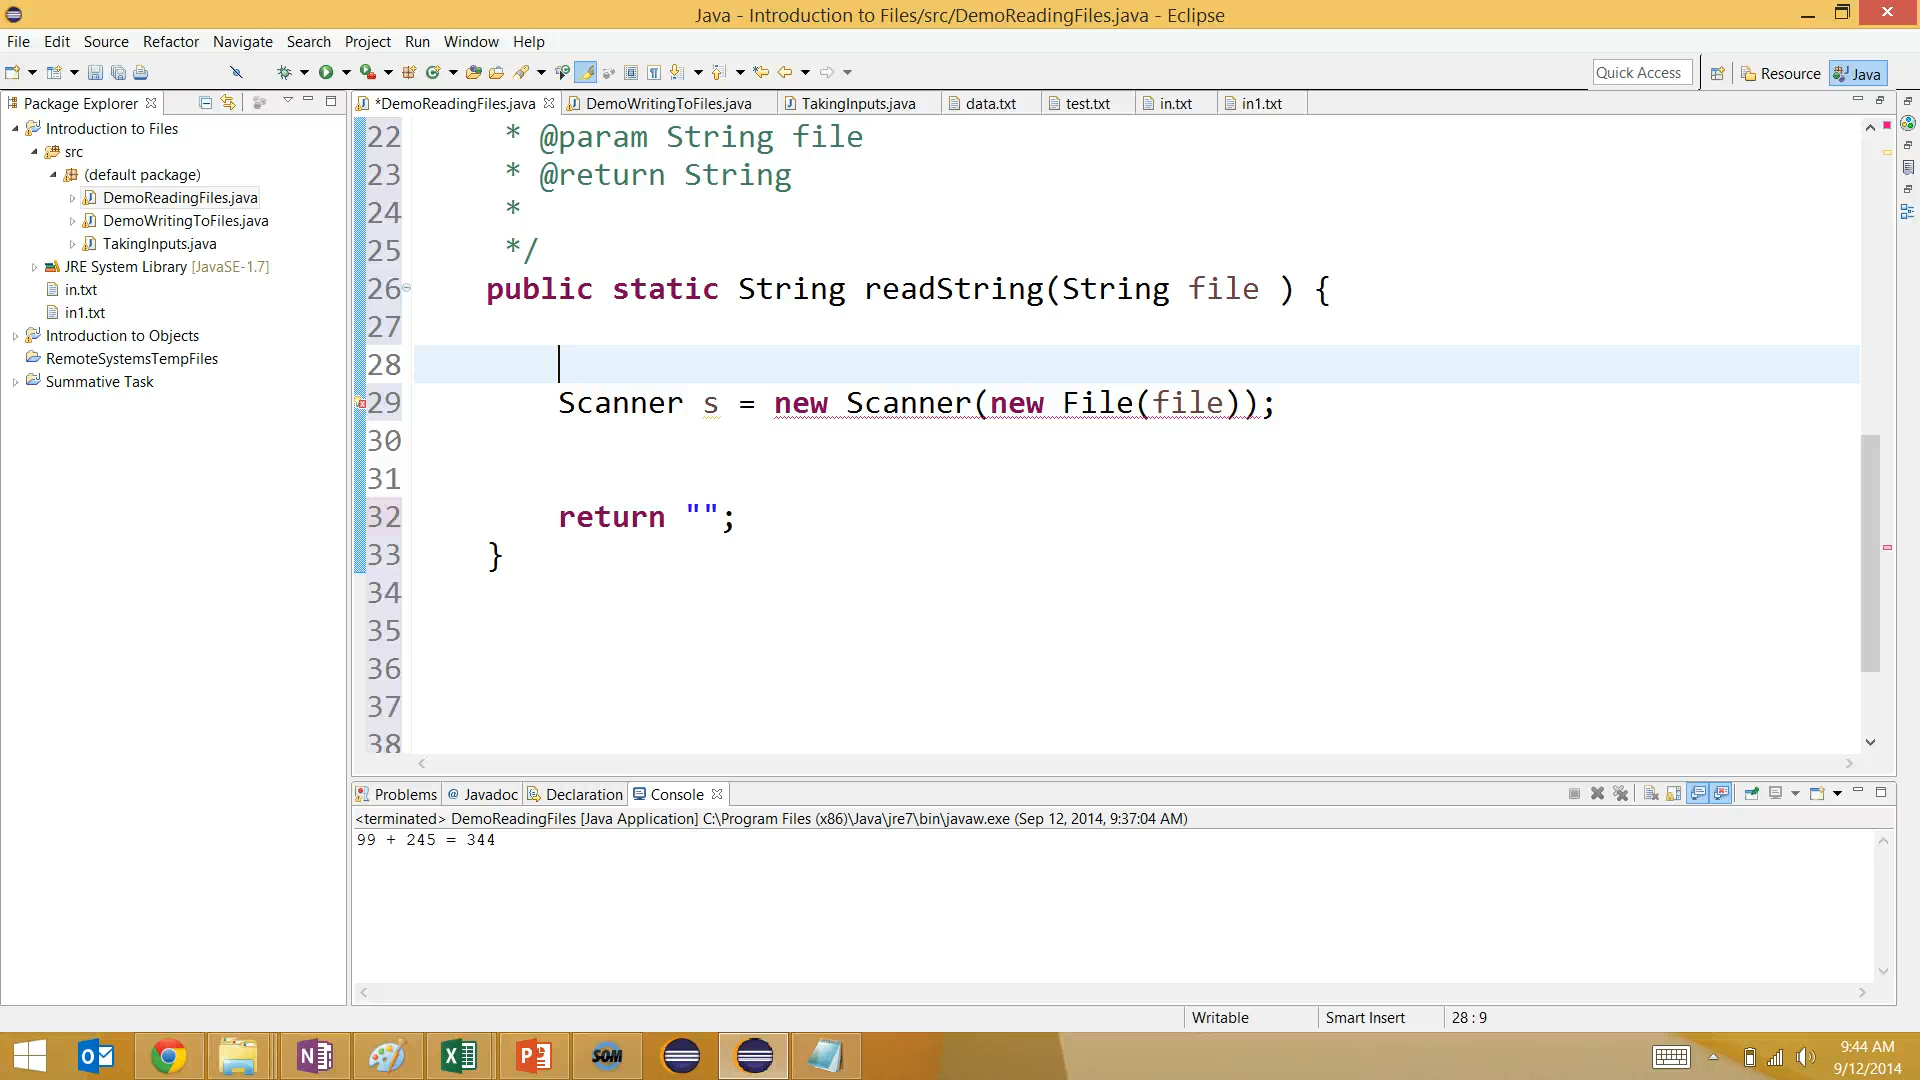 Java - Introduction to Files/src/DemoReadingFiles.java - Eclipse
File Edit Source Refactor Navigate Search Project Run Window Help
Quick Access Resource Java
Package Explorer
Introduction to Files
src
(default package)
DemoReadingFiles.java
DemoWritingToFiles.java
TakingInputs.java
JRE System Library [JavaSE-1.7]
in.txt
in1.txt
Introduction to Objects
RemoteSystemsTempFiles
Summative Task
*DemoReadingFiles.java DemoWritingToFiles.java TakingInputs.java data.txt test.txt in.txt in1.txt
22 * @param String file
23 * @return String
24 *
25 */
26 public static String readString(String file ) {
27
28
29 Scanner s = new Scanner(new File(file));
30
31
32 return "";
33 }
34
35
36
37
38
Problems @ Javadoc Declaration Console
<terminated> DemoReadingFiles [Java Application] C:\Program Files (x86)\Java\jre7\bin\javaw.exe (Sep 12, 2014, 9:37:04 AM)
99 + 245 = 344
Writable Smart Insert 28 : 9
SOM
9:44 AM
9/12/2014